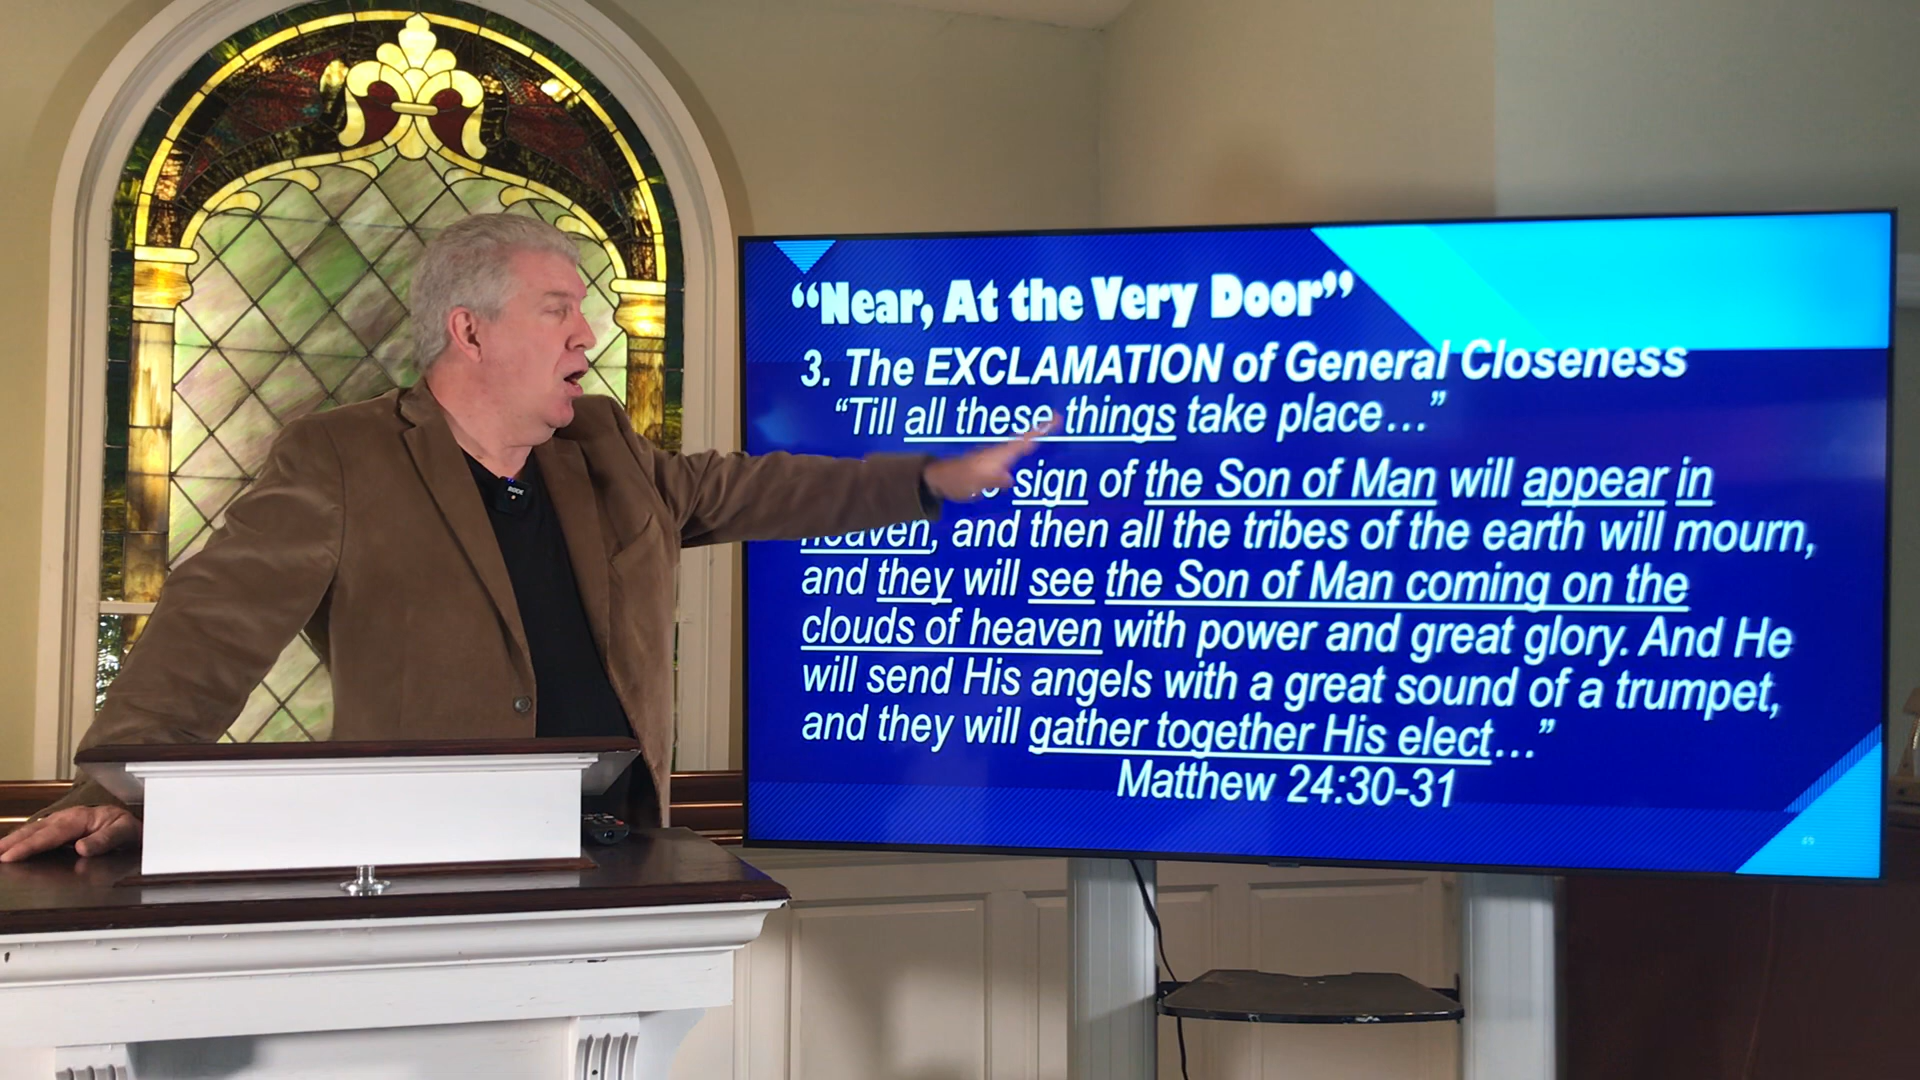 “Near, At the Very Door”
3. The EXCLAMATION of General Closeness
“Till all these things take place…”
sign of the Son of Man will appear in
heaven, and then all the tribes of the earth will mourn,
and they will see the Son of Man coming on the
clouds of heaven with power and great glory. And He
will send His angels with a great sound of a trumpet,
and they will gather together His elect…”
Matthew 24:30-31
49
RODE